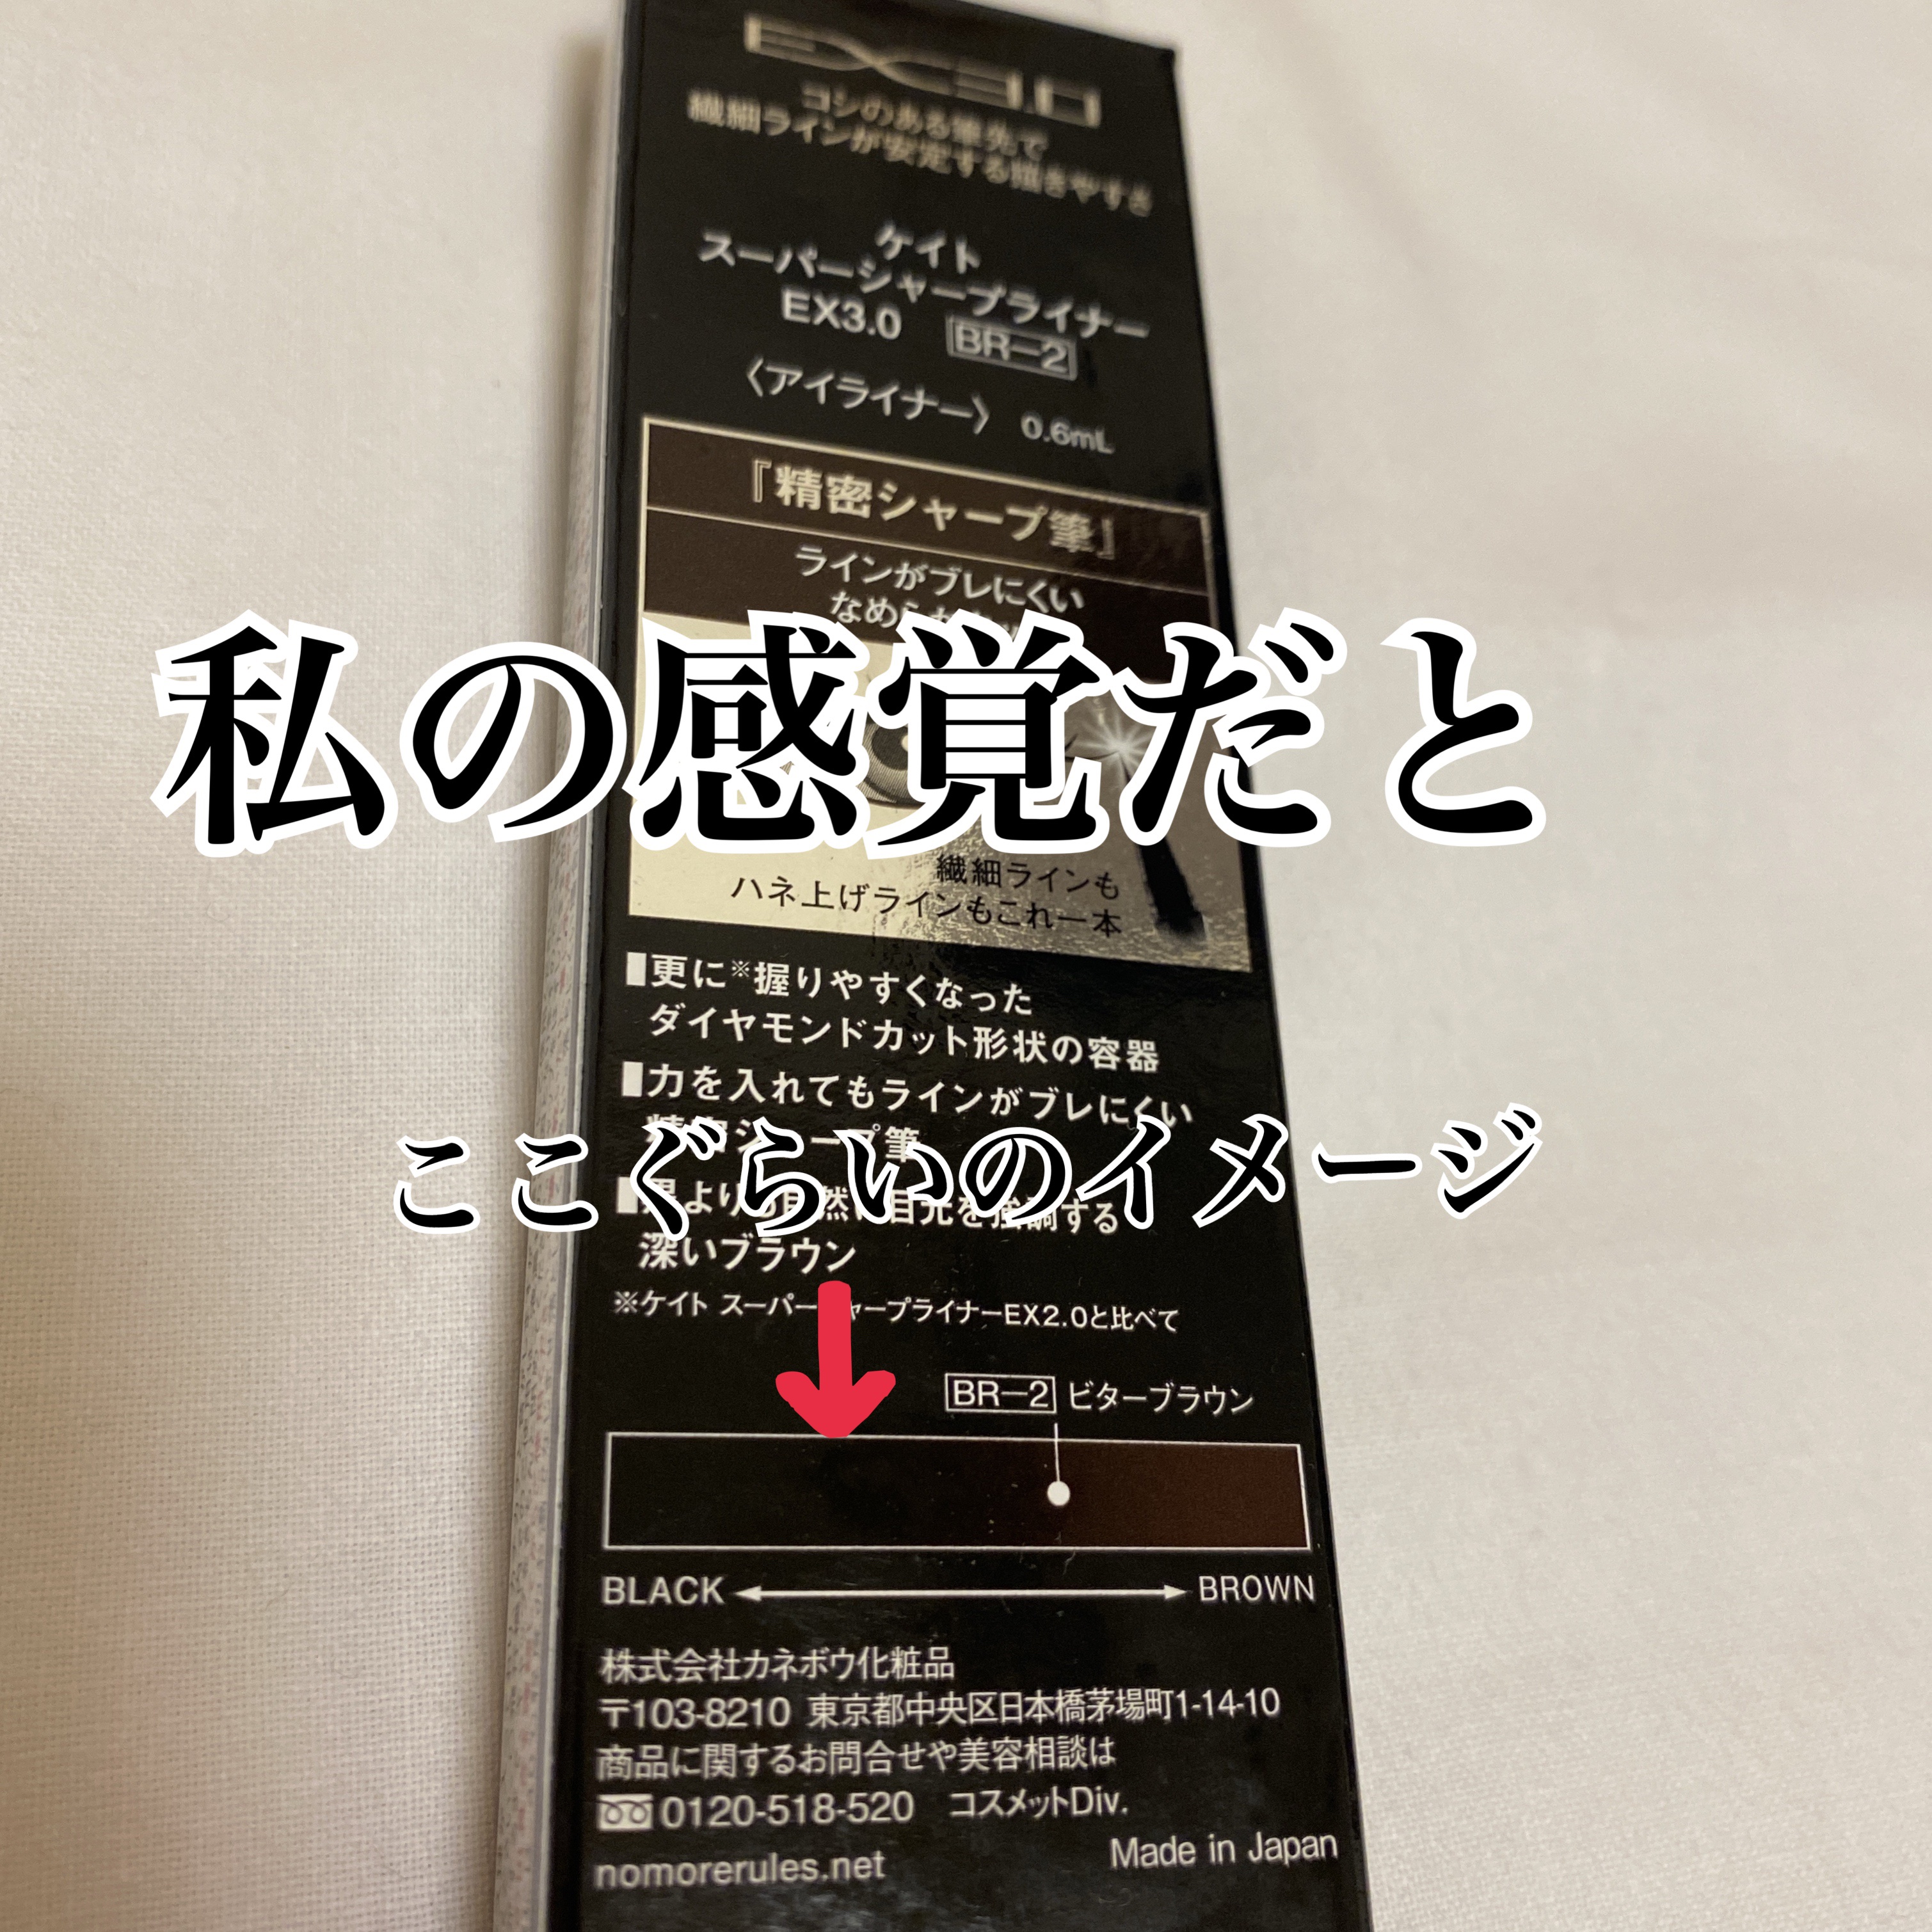 EX3.0
コシのある筆先で
繊細ラインが安定する描きやすさ
ケイト
スーパーシャープライナー
EX3.0 BR-2
〈アイライナー〉 0.6mL
『精密シャープ筆』
ラインがブレにくい
私の感覚だと
繊細ラインも
ハネ上げラインもこれ一本
■更に※握りやすくなった
ダイヤモンドカット形状の容器
■力を入れてもラインがブレにくい
ここぐらいのイメージ
深いブラウン
※ケイト スーパーシャープライナーEX2.0と比べて
BR-2 ビターブラウン
BLACK BROWN
株式会社カネボウ化粧品
〒103-8210 東京都中央区日本橋茅場町1-14-10
商品に関するお問合せや美容相談は
0120-518-520 コスメットDiv.
nomorerules.net
Made in Japan